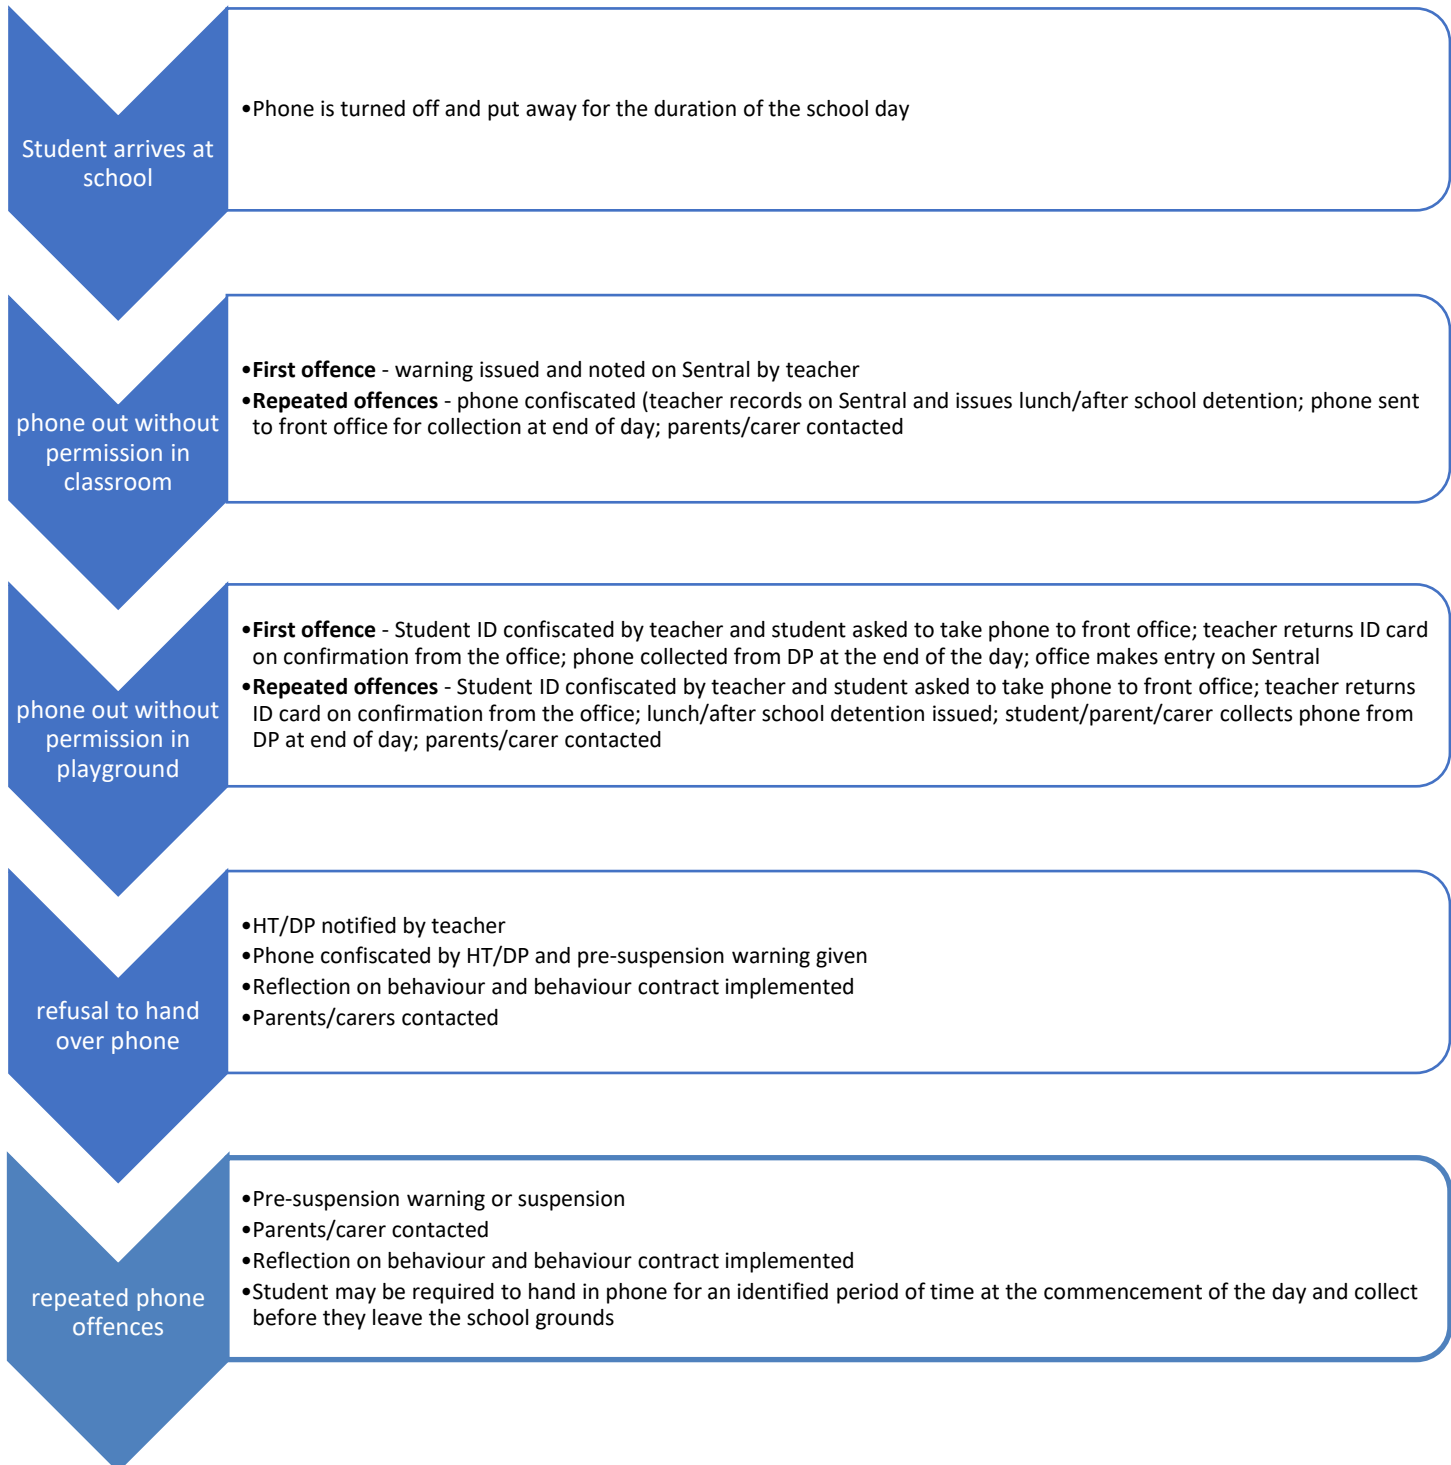 Student arrives at
school
•Phone is turned off and put away for the duration of the school day
phone out without
permission in
classroom
•First offence - warning issued and noted on Sentral by teacher
•Repeated offences - phone confiscated (teacher records on Sentral and issues lunch/after school detention; phone sent
to front office for collection at end of day; parents/carer contacted
phone out without
permission in
playground
•First offence - Student ID confiscated by teacher and student asked to take phone to front office; teacher returns ID card
on confirmation from the office; phone collected from DP at the end of the day; office makes entry on Sentral
•Repeated offences - Student ID confiscated by teacher and student asked to take phone to front office; teacher returns
ID card on confirmation from the office; lunch/after school detention issued; student/parent/carer collects phone from
DP at end of day; parents/carer contacted
refusal to hand
over phone
•HT/DP notified by teacher
•Phone confiscated by HT/DP and pre-suspension warning given
•Reflection on behaviour and behaviour contract implemented
•Parents/carers contacted
repeated phone
offences
•Pre-suspension warning or suspension
•Parents/carer contacted
•Reflection on behaviour and behaviour contract implemented
•Student may be required to hand in phone for an identified period of time at the commencement of the day and collect
before they leave the school grounds